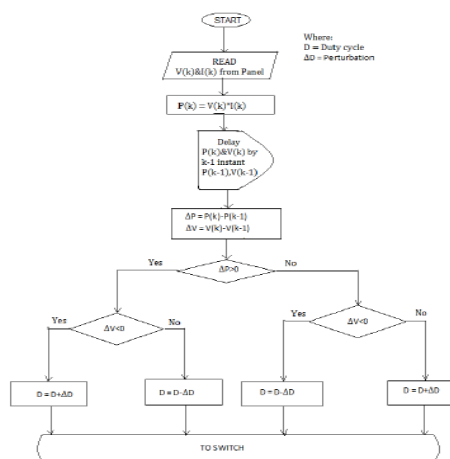 START
Where:
D = Duty cycle
ΔD = Perturbation
READ
V(k)&I(k) from Panel
P(k) = V(k)*I(k)
Delay
P(k)&V(k) by
k-1 instant
P(k-1),V(k-1)
ΔP = P(k)-P(k-1)
ΔV = V(k)-V(k-1)
Yes
ΔP>0
No
Yes
ΔV<0
No
Yes
ΔV<0
No
D = D+ΔD
D = D-ΔD
D = D-ΔD
D = D+ΔD
TO SWITCH